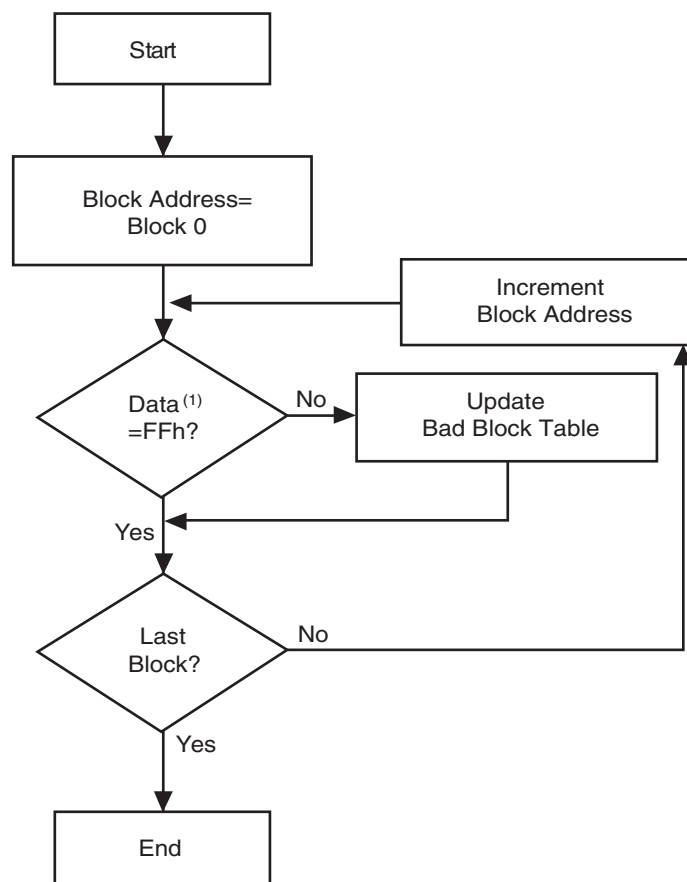 Start
Block Address=
Block 0
Increment
Block Address
Data(1)
=FFh?
No
Update
Bad Block Table
Yes
Last
Block?
No
Yes
End